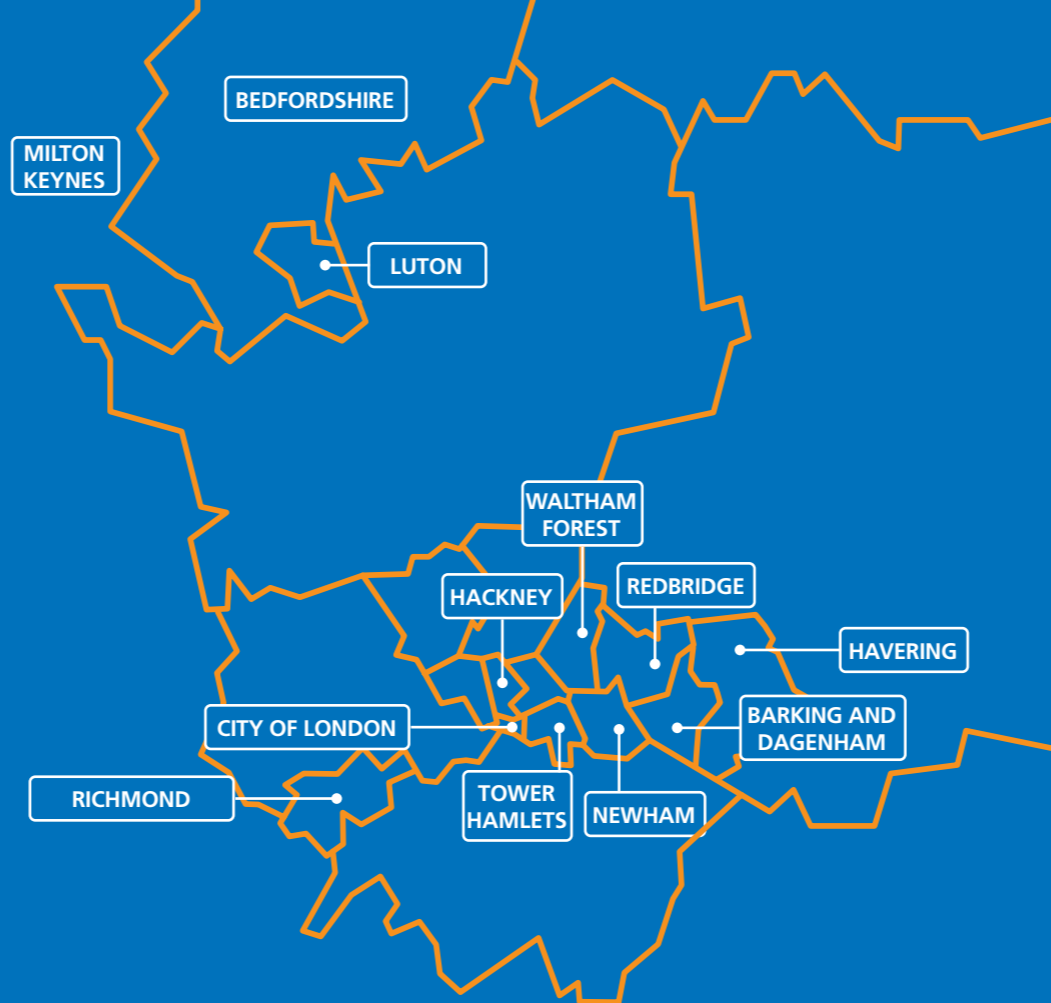 BEDFORDSHIRE
MILTON
KEYNES
LUTON
WALTHAM
FOREST
REDBRIDGE
HACKNEY
HAVERING
CITY OF LONDON
BARKING AND
DAGENHAM
RICHMOND
TOWER
HAMLETS
NEWHAM